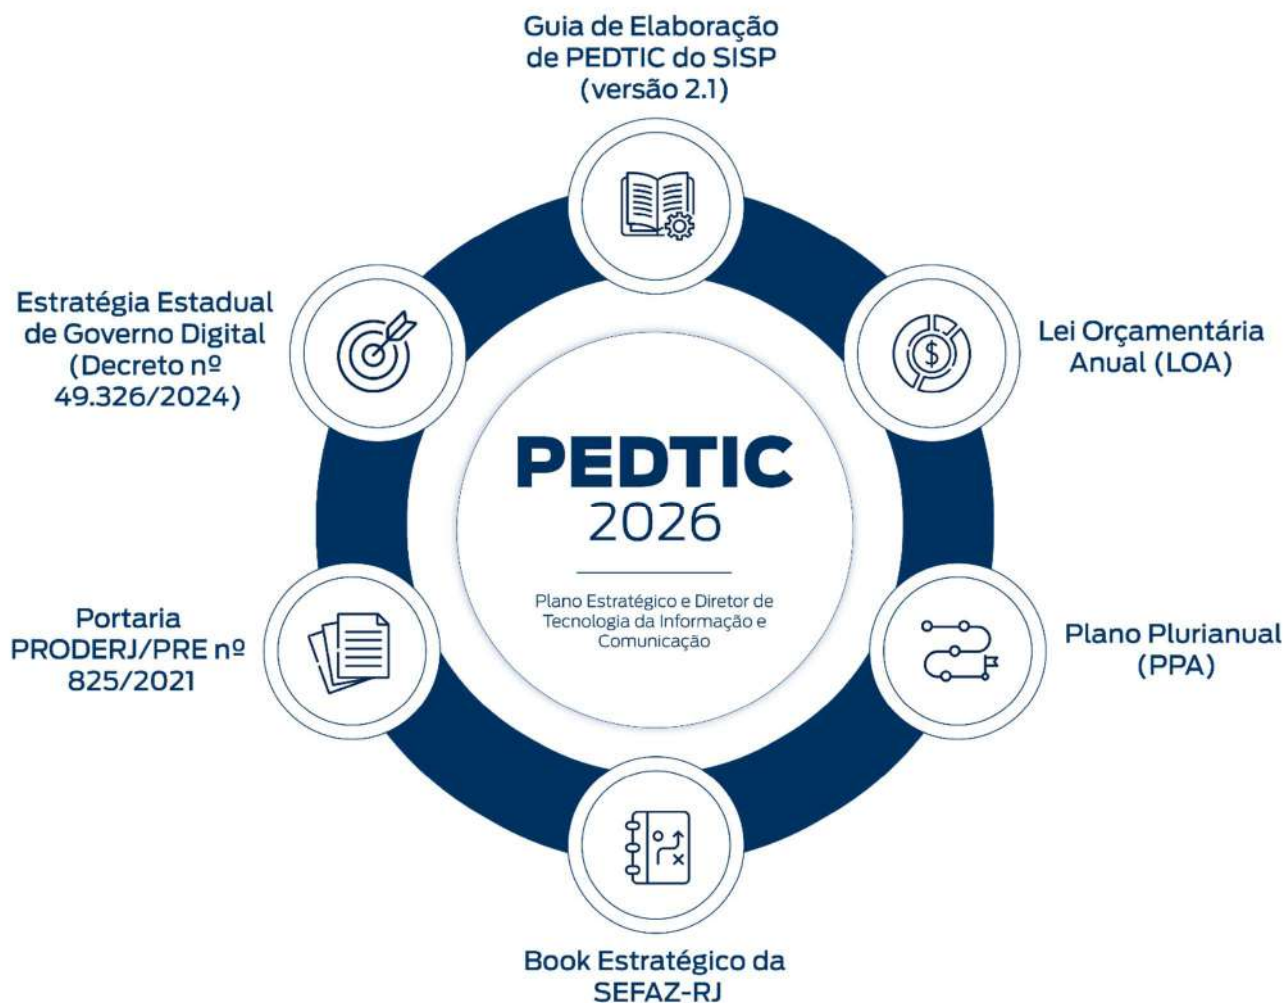 Guia de Elaboração
de PEDTIC do SISP
(versão 2.1)
Estratégia Estadual
de Governo Digital
(Decreto nº
49.326/2024)
$
Lei Orçamentária
Anual (LOA)
PEDTIC
2026
Plano Estratégico e Diretor de
Tecnologia da Informação e
Comunicação
Portaria
PRODERJ/PRE nº
825/2021
Plano Plurianual
(PPA)
Book Estratégico da
SEFAZ-RJ